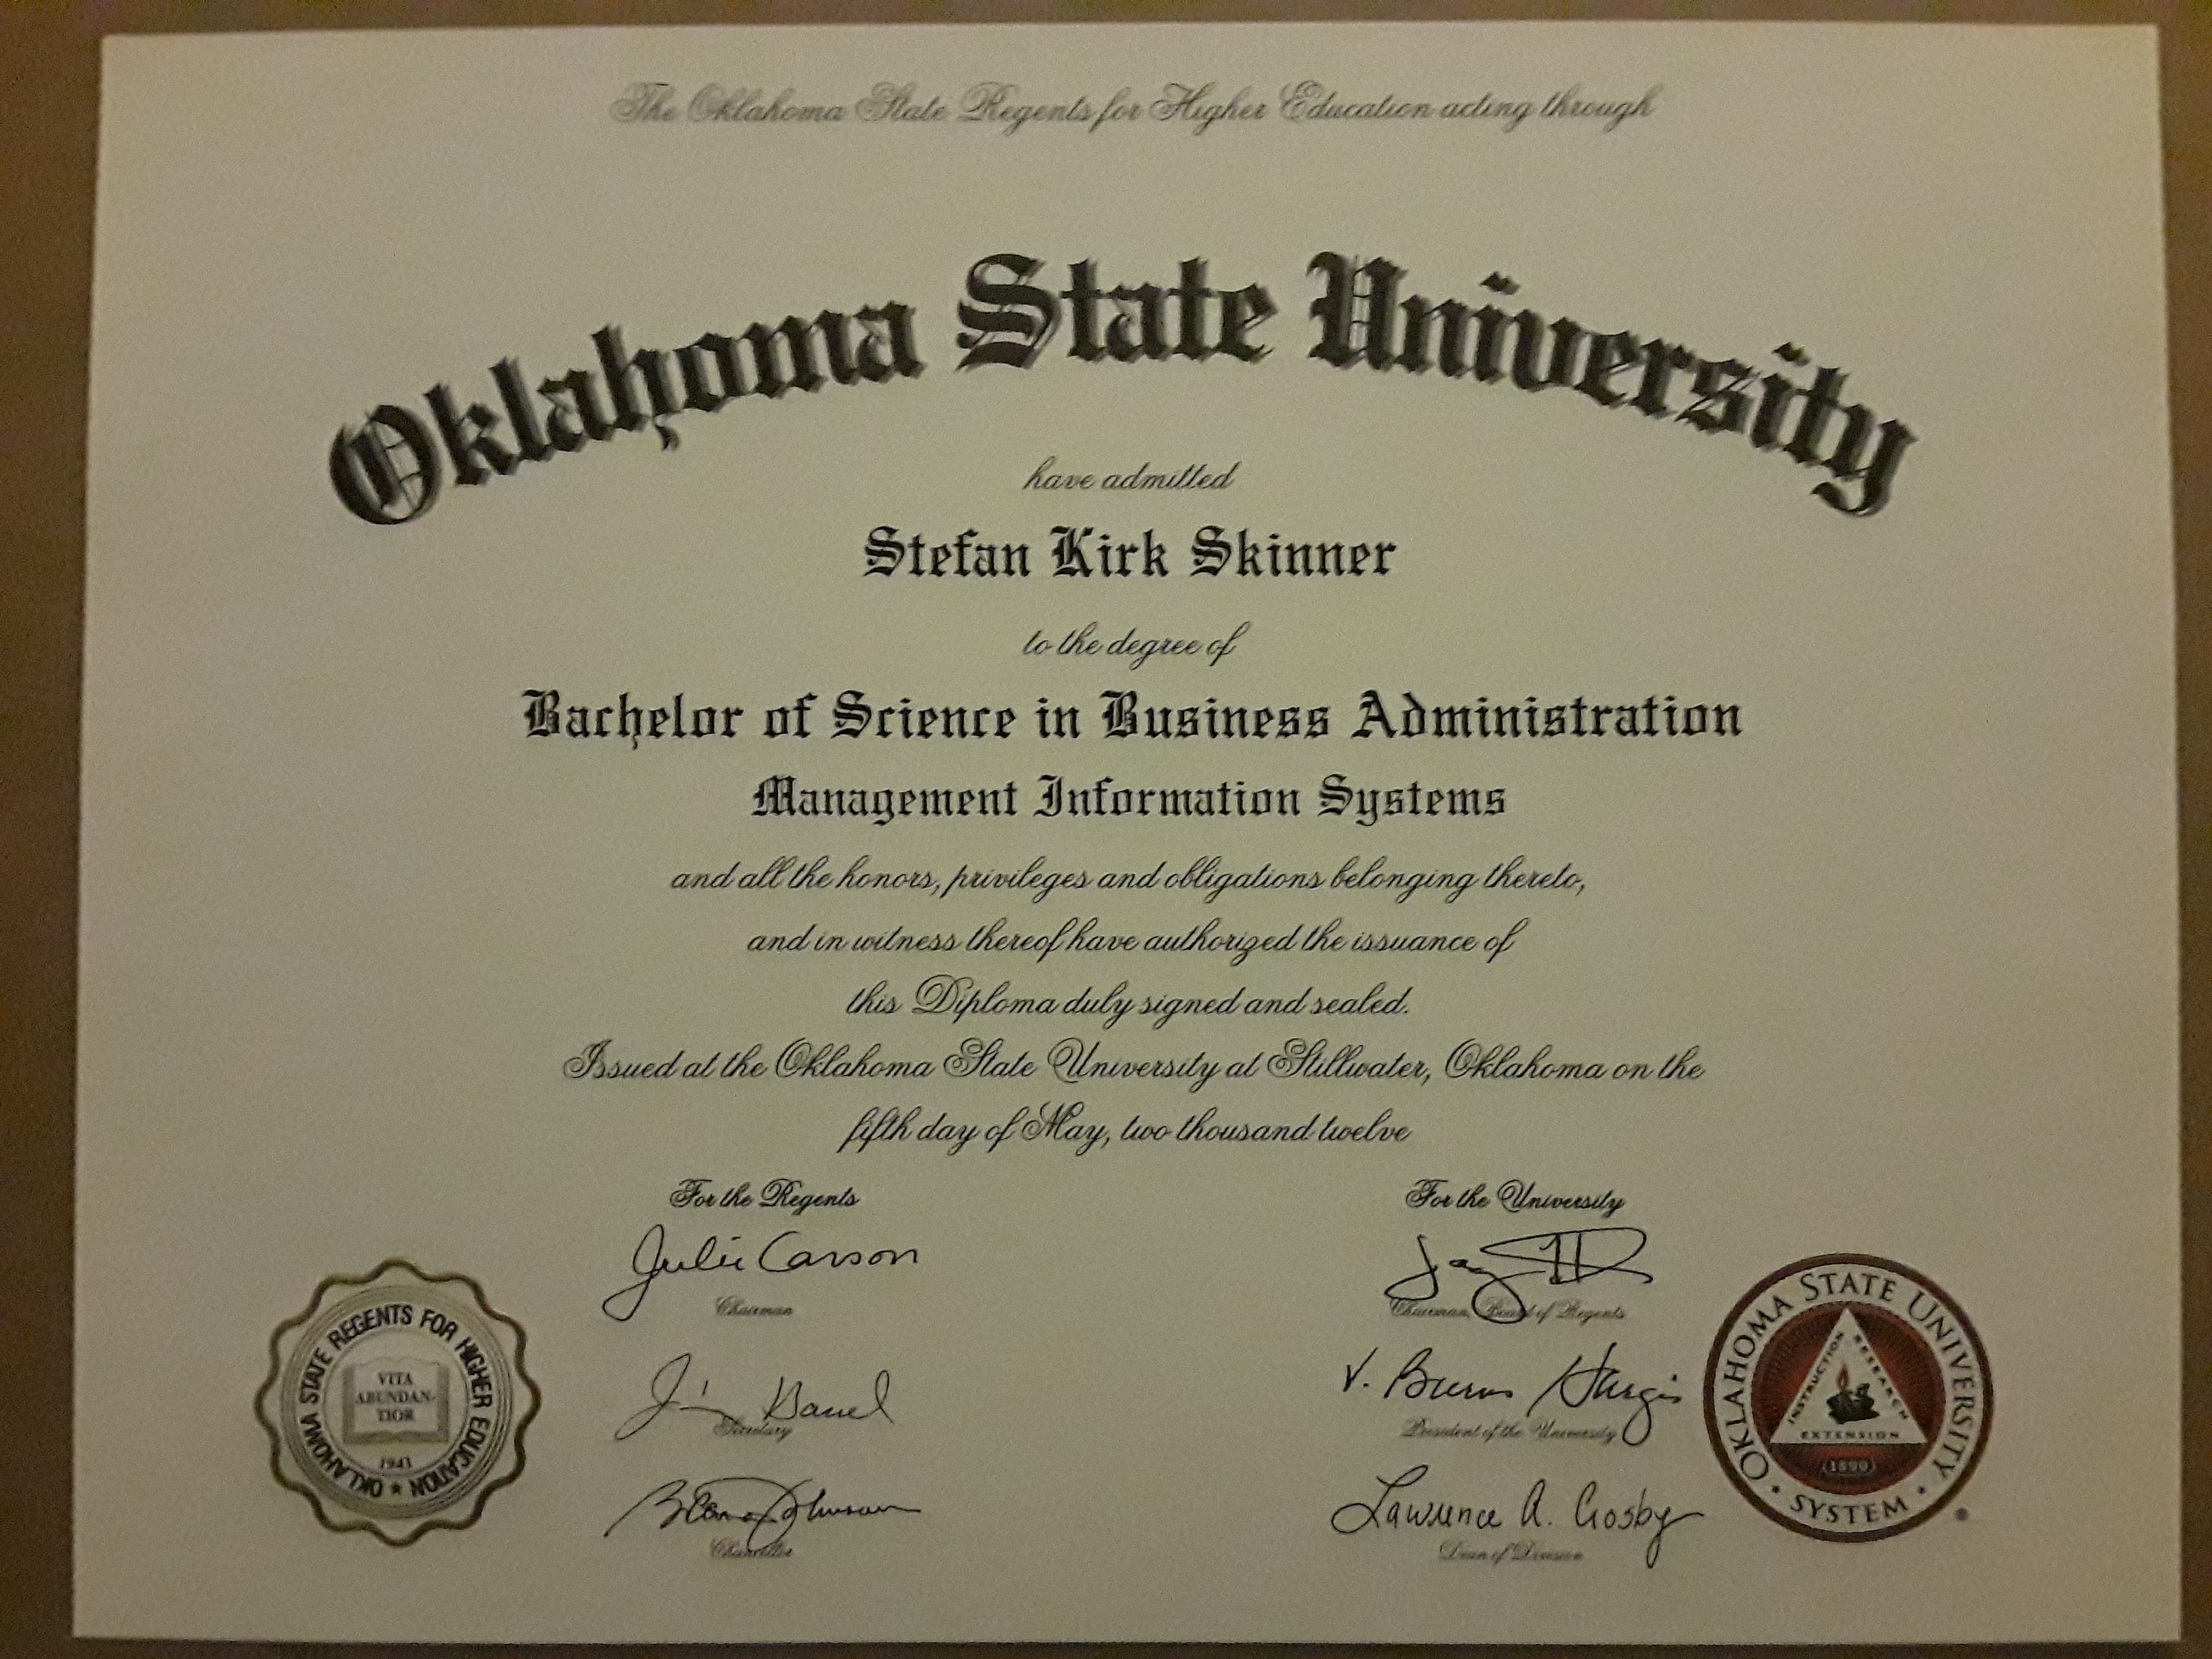 The Oklahoma State Regents for Higher Education acting through
Oklahoma State University
have admitted
Stefan Kirk Skinner
to the degree of
Bachelor of Science in Business Administration
Management Information Systems
and all the honors, privileges and obligations belonging thereto,
and in witness thereof have authorized the issuance of
this Diploma duly signed and sealed.
Issued at the Oklahoma State University at Stillwater, Oklahoma on the
fifth day of May, two thousand twelve
For the Regents
Julie Carson
Chairman
Secretary
Chancellor
For the University
Chairman, Board of Regents
V. Burns Hargis
President of the University
Lawrence A. Crosby
Dean of Division
OKLAHOMA STATE REGENTS FOR HIGHER EDUCATION
VITA
ABUNDAN-
TIOR
1941
OKLAHOMA STATE UNIVERSITY
SYSTEM
INSTRUCTION
RESEARCH
EXTENSION
1890